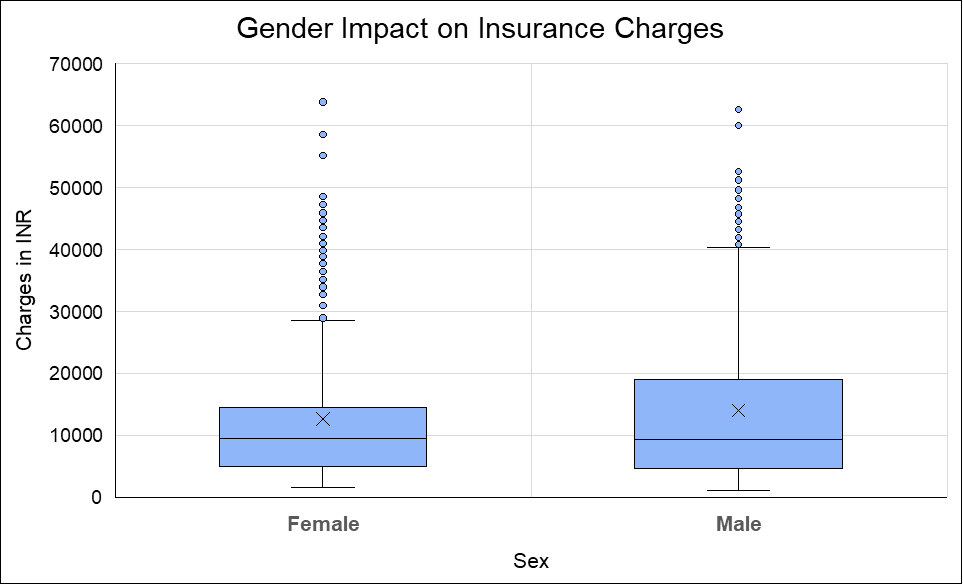 Gender Impact on Insurance Charges
70000
60000
50000
40000
30000
20000
10000
0
Charges in INR
Female
Male
Sex